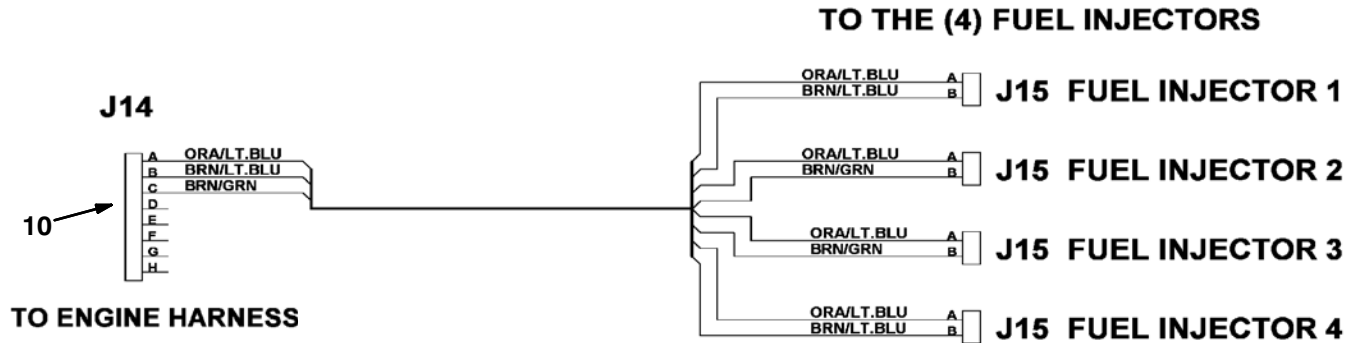 TO THE (4) FUEL INJECTORS
J14
A ORA/LT.BLU
B BRN/LT.BLU
C BRN/GRN
D
E
F
G
H
10
TO ENGINE HARNESS
ORA/LT.BLU A
BRN/LT.BLU B
J15 FUEL INJECTOR 1
ORA/LT.BLU A
BRN/GRN B
J15 FUEL INJECTOR 2
ORA/LT.BLU A
BRN/GRN B
J15 FUEL INJECTOR 3
ORA/LT.BLU A
BRN/LT.BLU B
J15 FUEL INJECTOR 4